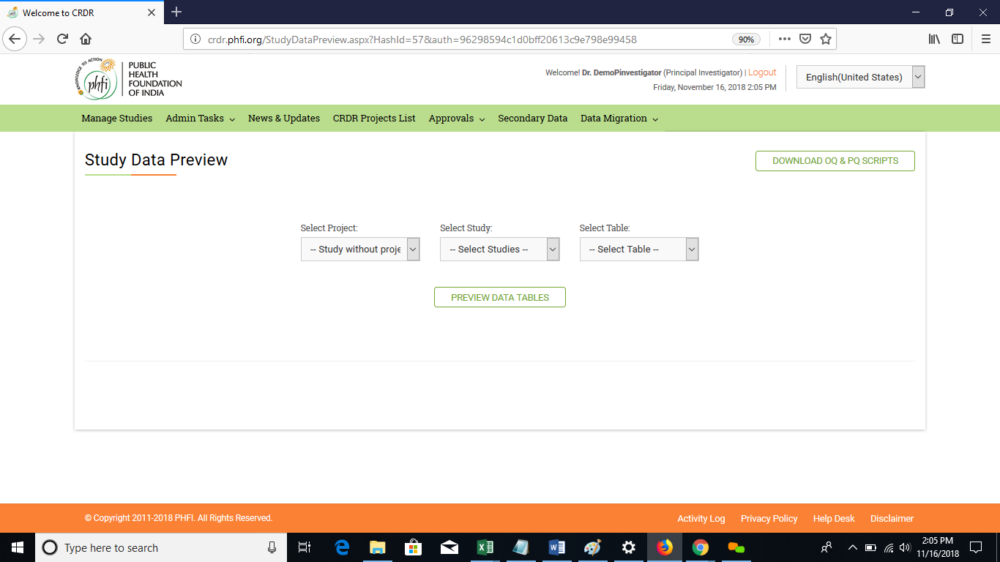 Welcome to CRDR
crdr.phfi.org/StudyDataPreview.aspx?HashId=57&auth=96298594c1d0bff20613c9e798e99458
90%
KNOWLEDGE TO ACTION
phfi
PUBLIC
HEALTH
FOUNDATION
OF INDIA
Welcome! Dr. DemoPinvestigator (Principal Investigator) | Logout
Friday, November 16, 2018 2:05 PM
English(United States)
Manage Studies Admin Tasks News & Updates CRDR Projects List Approvals Secondary Data Data Migration
Study Data Preview
DOWNLOAD OQ & PQ SCRIPTS
Select Project: Select Study: Select Table:
-- Study without proje -- Select Studies -- -- Select Table --
PREVIEW DATA TABLES
© Copyright 2011-2018 PHFI. All Rights Reserved.
Activity Log Privacy Policy Help Desk Disclaimer
Type here to search
2:05 PM
11/16/2018